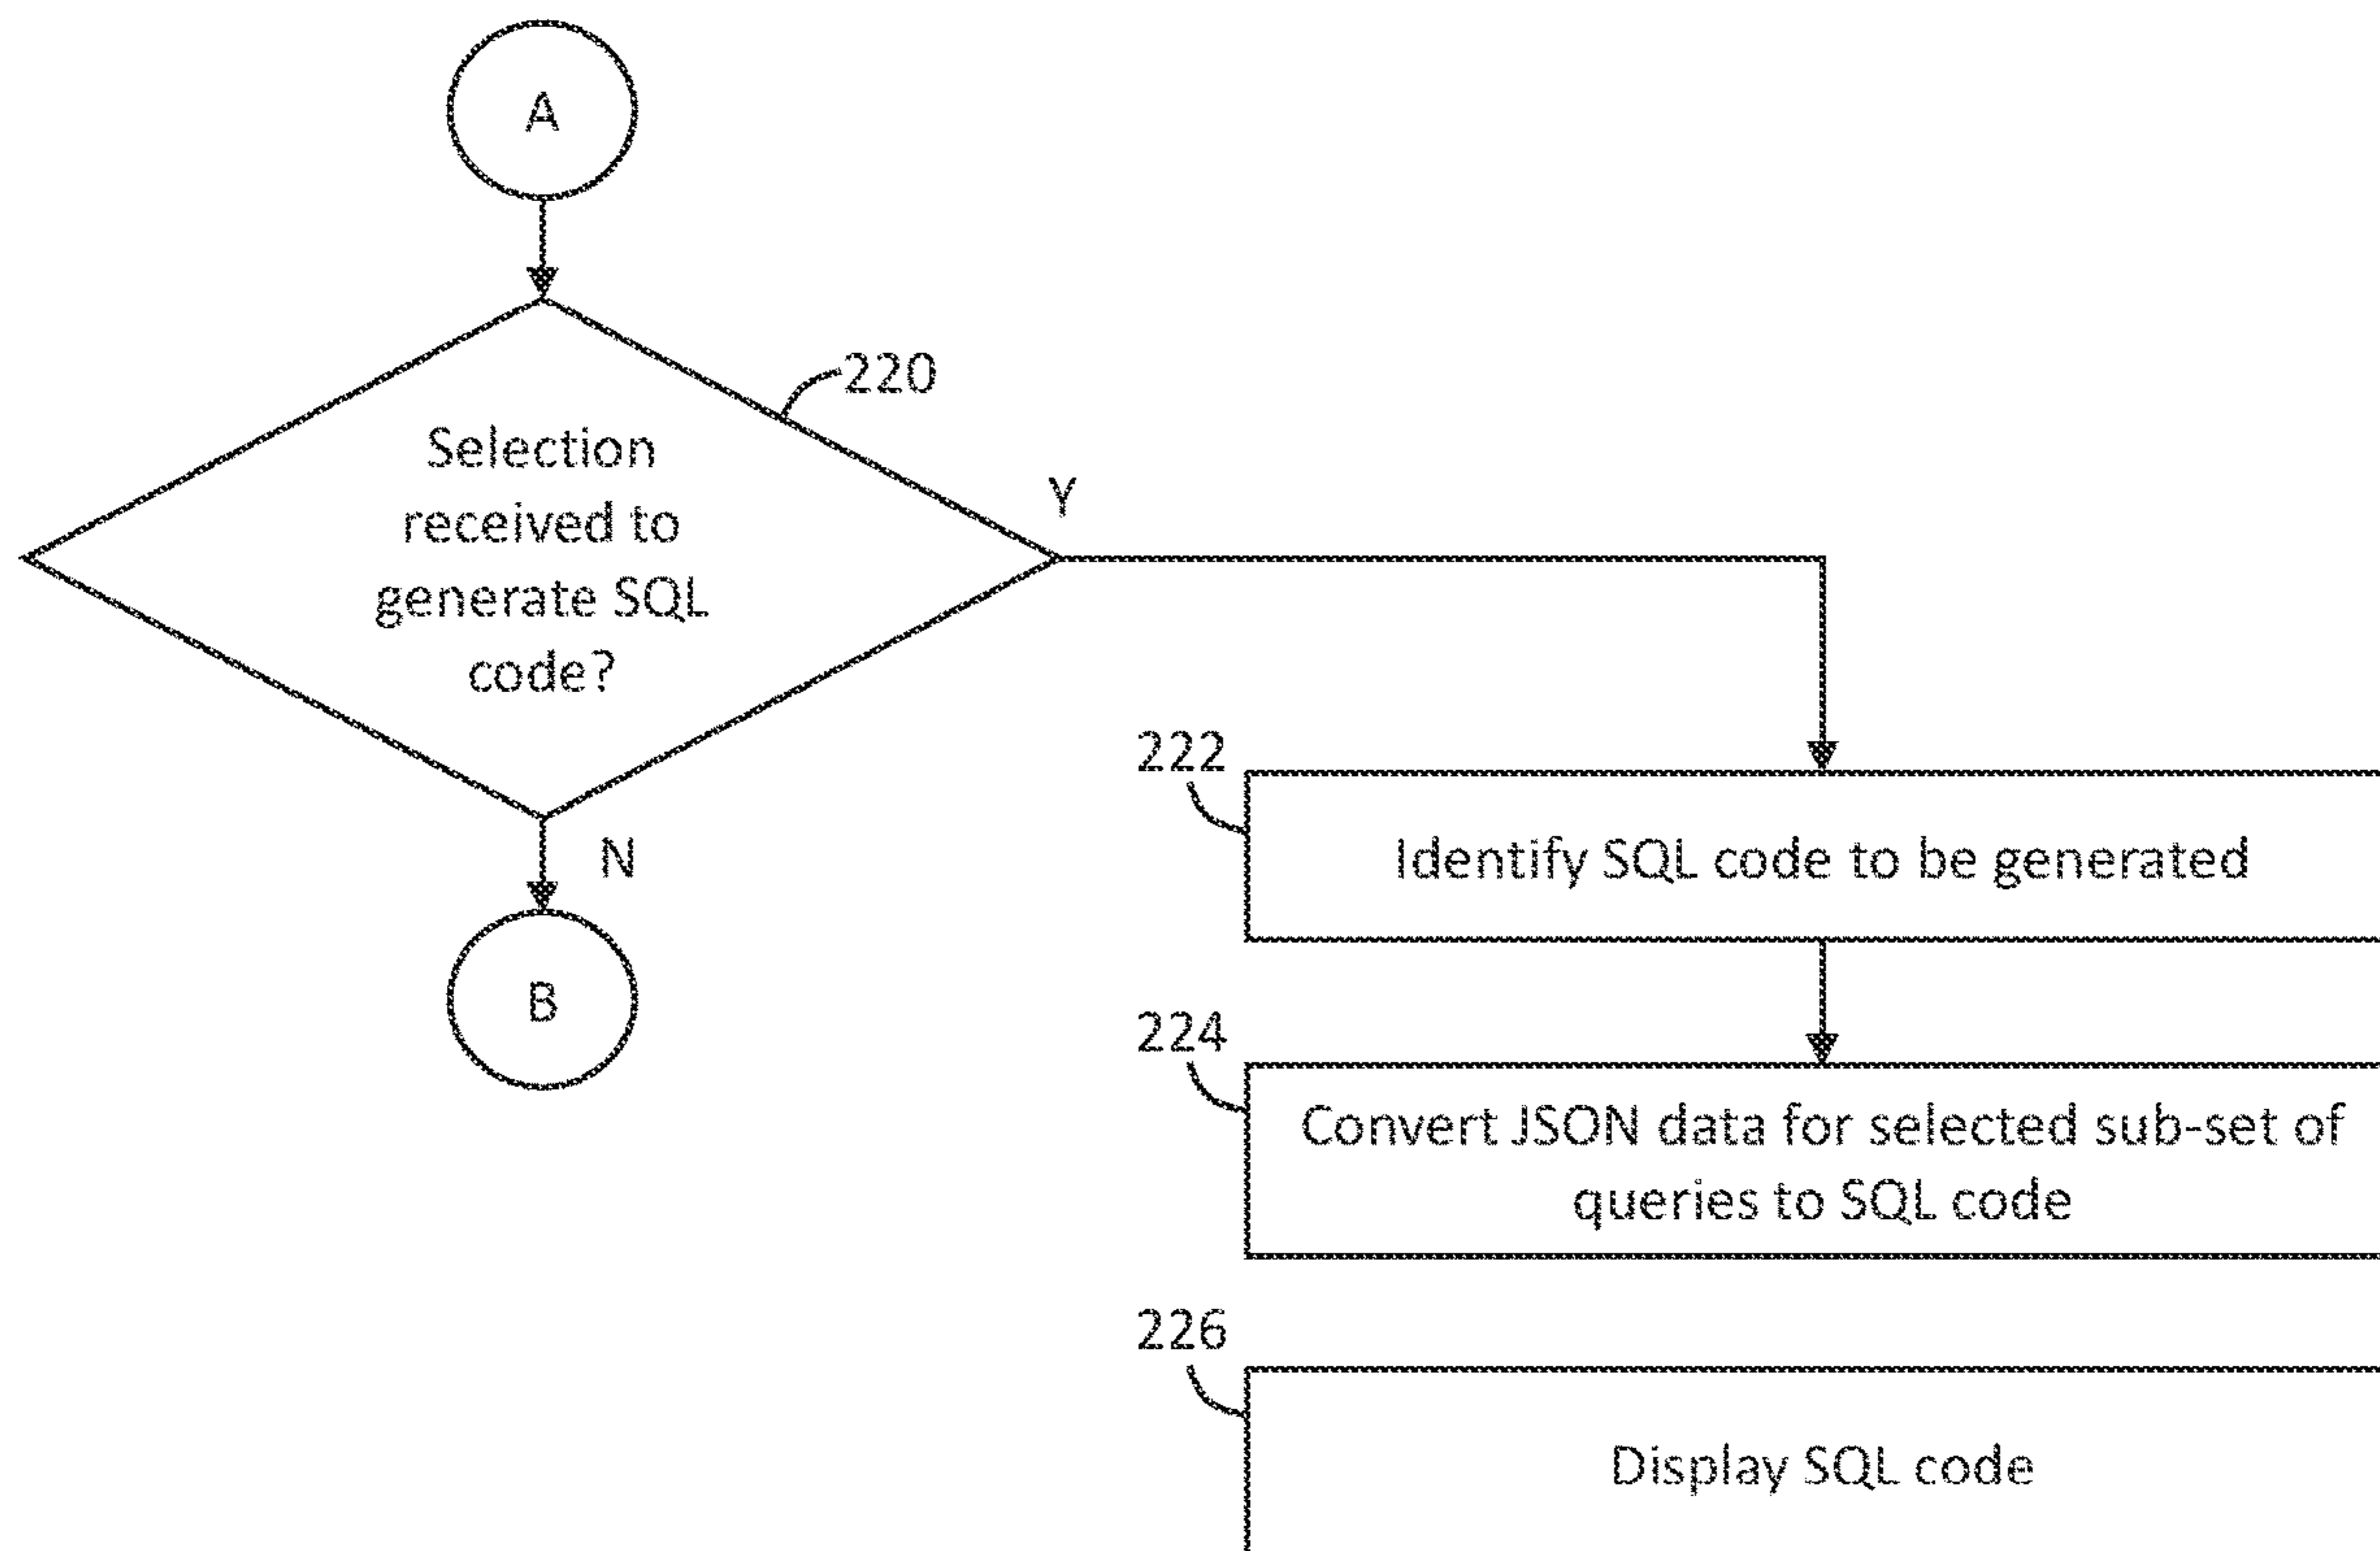 A
220
Selection
received to
generate SQL
code?
Y
N
B
222
Identify SQL code to be generated
224
Convert JSON data for selected sub-set of
queries to SQL code
226
Display SQL code